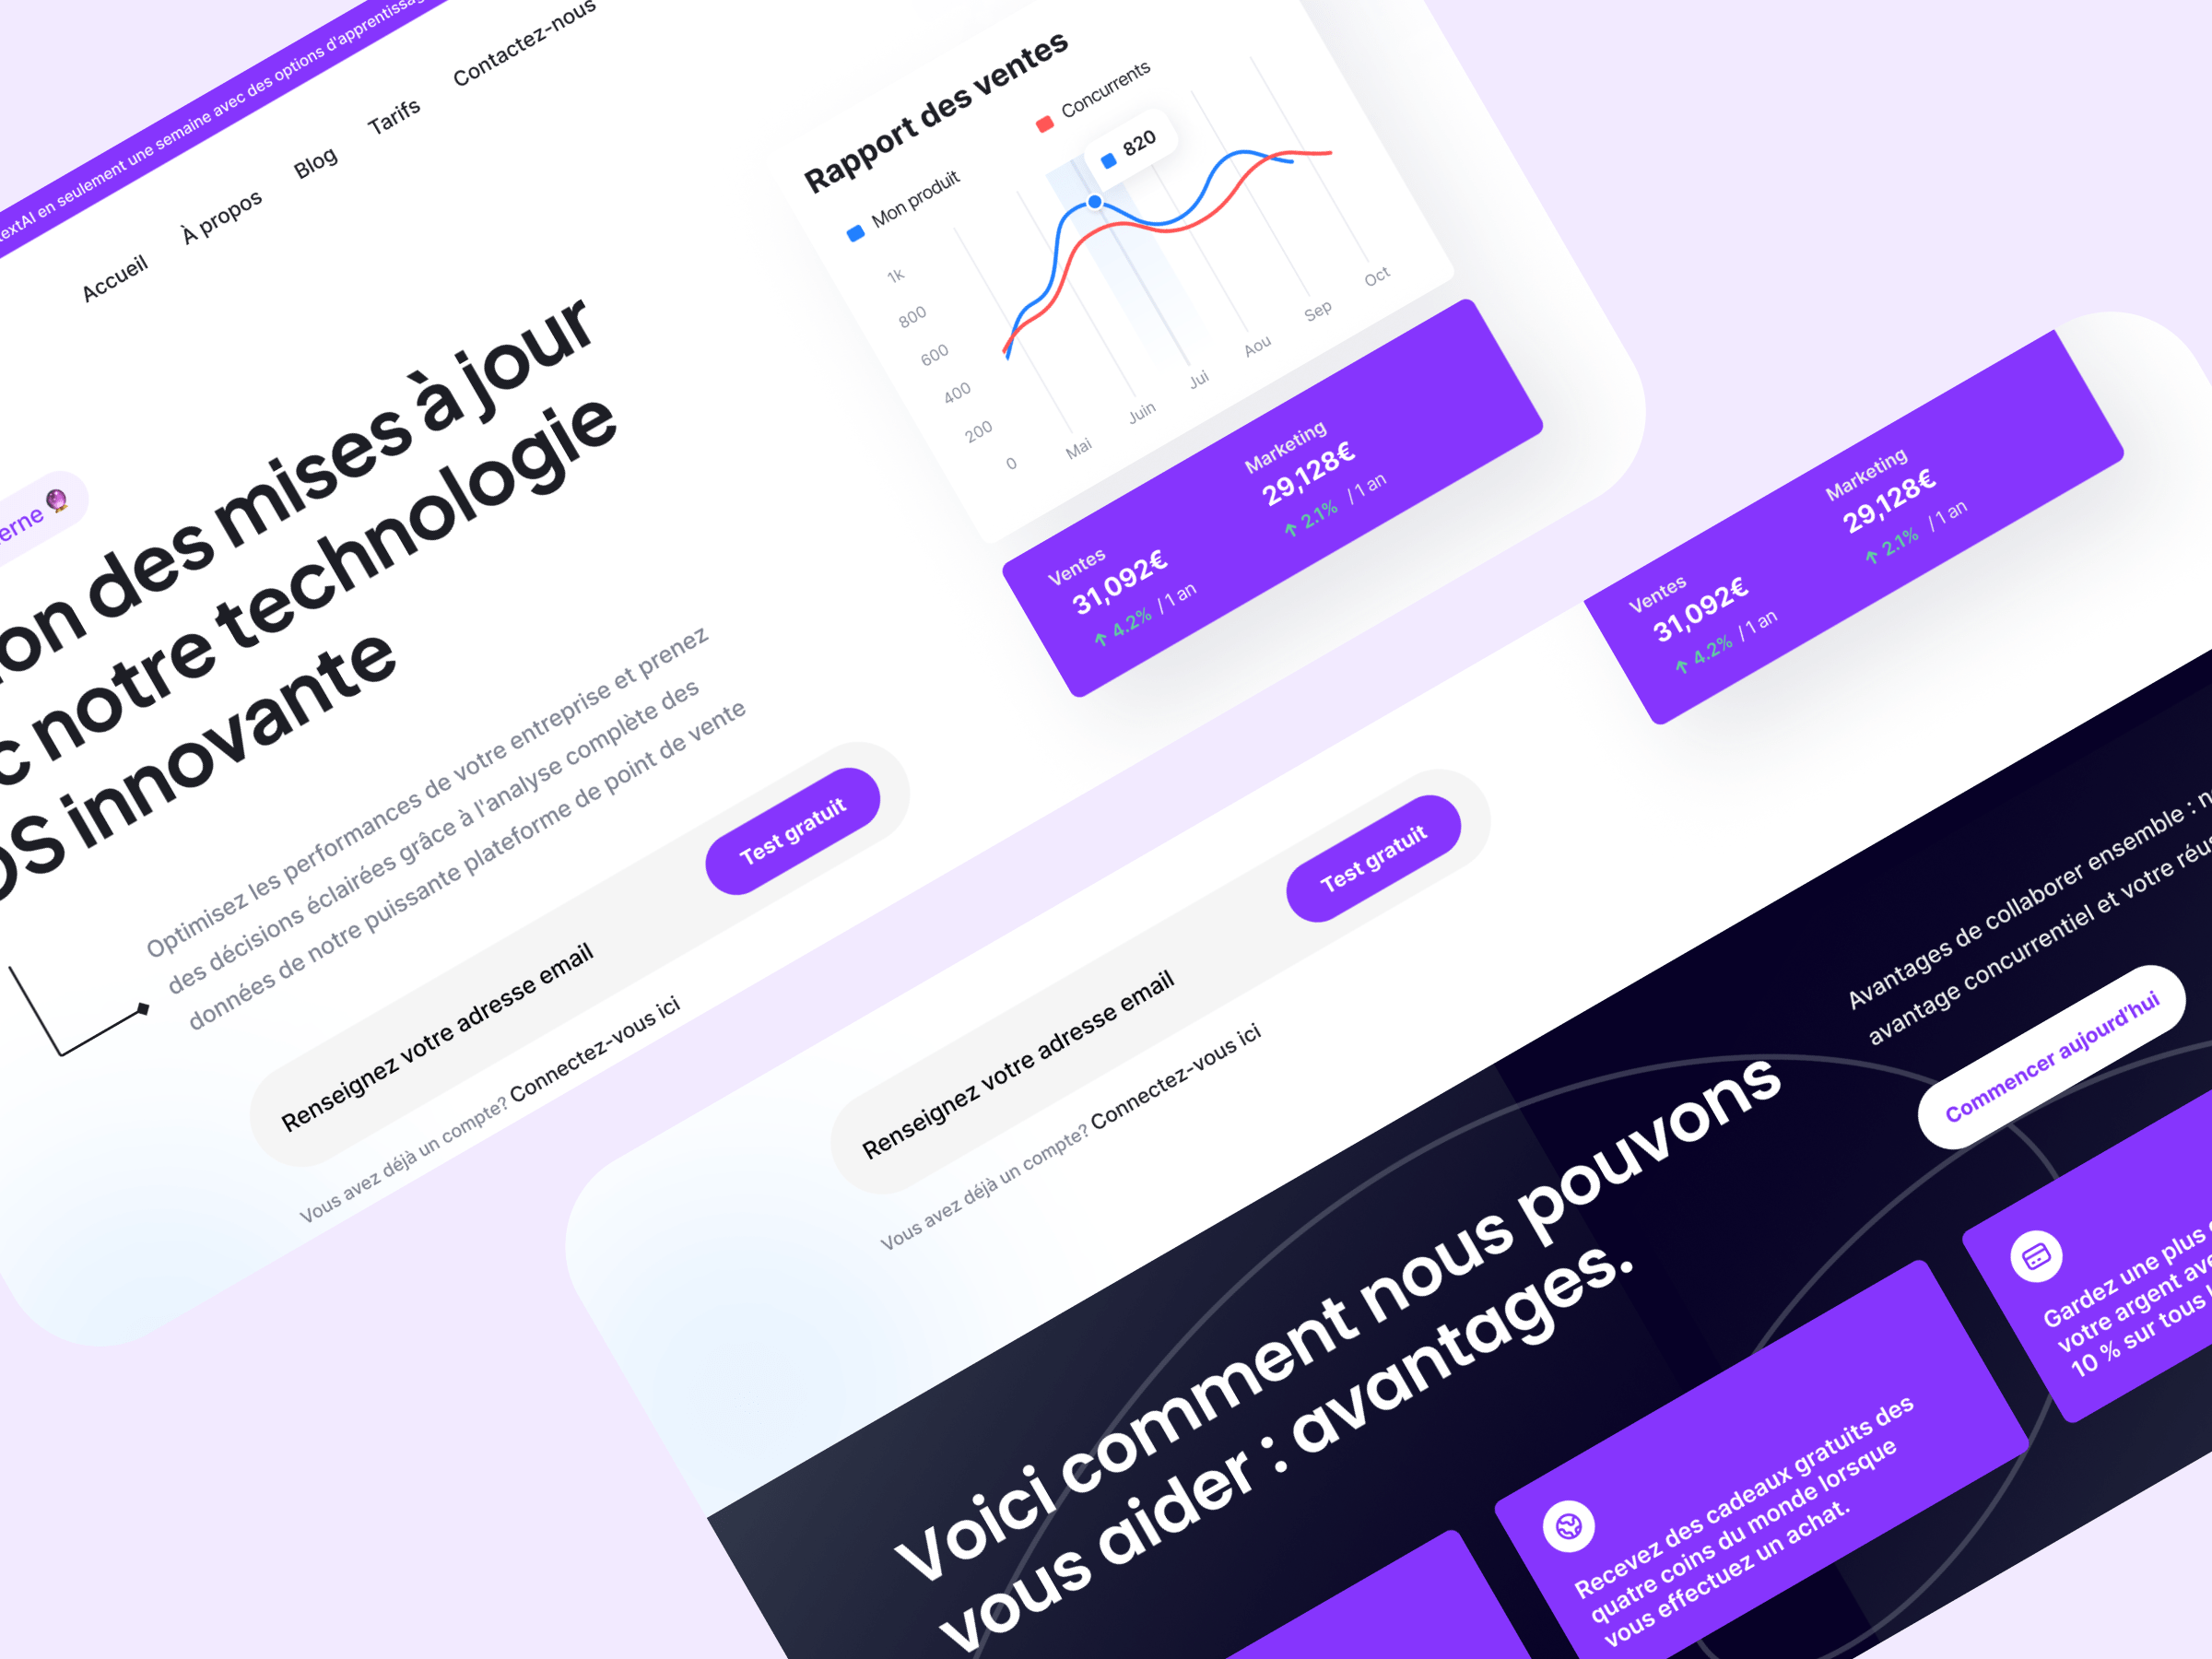 en seulement une semaine avec des options d'apprentissag
Accueil
À propos
Blog
Tarifs
Contactez-nous
des mises à jour
notre technologie
innovante
Optimisez les performances de votre entreprise et prenez
des décisions éclairées grâce à l'analyse complète des
données de notre puissante plateforme de point de vente
Renseignez votre adresse email
Test gratuit
Vous avez déjà un compte? Connectez-vous ici
Rapport des ventes
Mon produit
Concurrents
820
1k
800
600
400
200
0
Mai
Juin
Jui
Aou
Sep
Oct
Ventes
31,092€
4.2% / 1 an
Marketing
29,128€
2.1% / 1 an
Ventes
31,092€
4.2% / 1 an
Marketing
29,128€
2.1% / 1 an
Renseignez votre adresse email
Test gratuit
Vous avez déjà un compte? Connectez-vous ici
Voici comment nous pouvons
vous aider : avantages.
Avantages de collaborer ensemble :
avantage concurrentiel et votre
Commencer aujourd'hui
Recevez des cadeaux gratuits des
quatre coins du monde lorsque
vous effectuez un achat.
Gardez une plus
votre argent
10 % sur tous